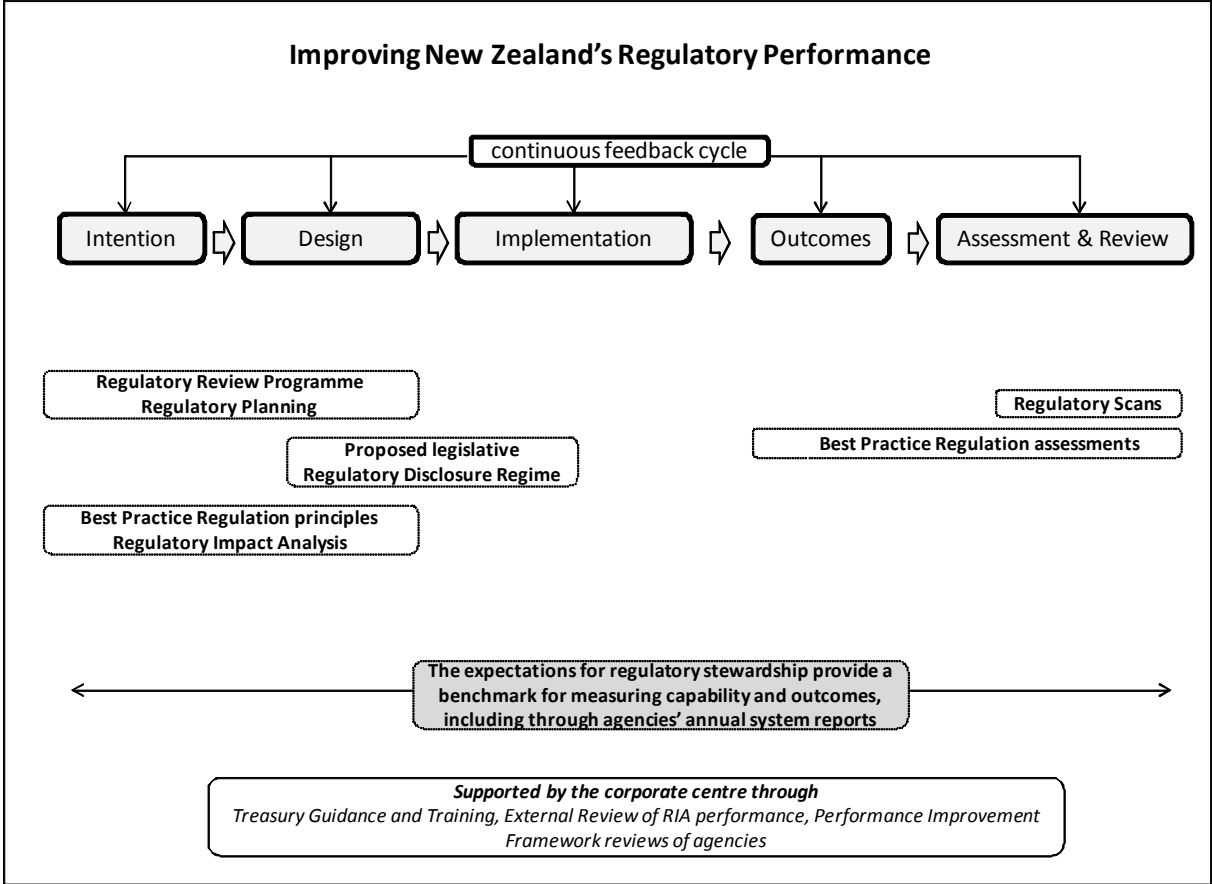 Improving New Zealand's Regulatory Performance
continuous feedback cycle
Intention
Design
Implementation
Outcomes
Assessment & Review
Regulatory Review Programme
Regulatory Planning
Regulatory Scans
Best Practice Regulation assessments
Proposed legislative
Regulatory Disclosure Regime
Best Practice Regulation principles
Regulatory Impact Analysis
The expectations for regulatory stewardship provide a
benchmark for measuring capability and outcomes,
including through agencies' annual system reports
Supported by the corporate centre through
Treasury Guidance and Training, External Review of RIA performance, Performance Improvement
Framework reviews of agencies